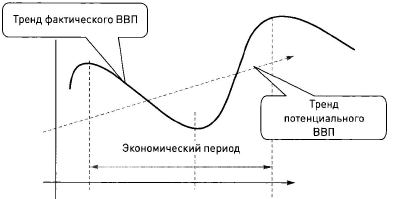 Тренд фактического ВВП
Тренд
потенциального
ВВП
Экономический период